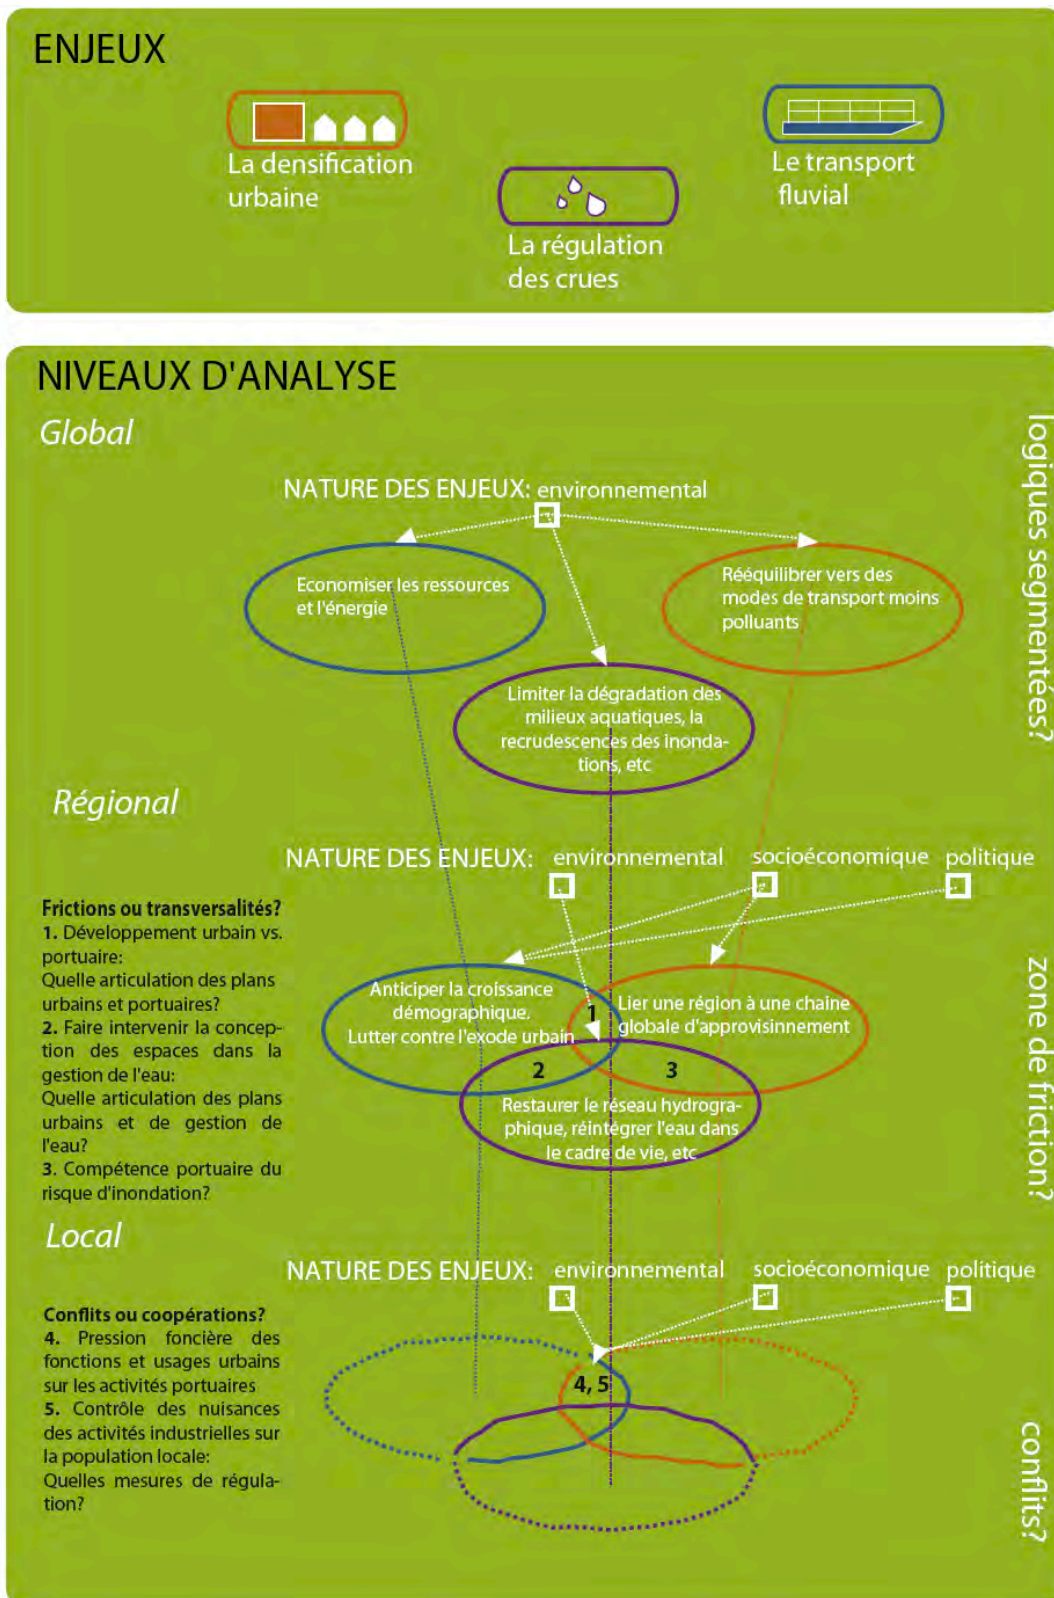 ENJEUX
La densification
urbaine
La régulation
des crues
Le transport
fluvial
NIVEAUX D'ANALYSE
Global
NATURE DES ENJEUX: environnemental
Economiser les ressources
et l'énergie
Rééquilibrer vers des
modes de transport moins
polluants
Limiter la dégradation des
milieux aquatiques, la
recrudescences des inonda-
tions, etc
logiques segmentées?
Régional
NATURE DES ENJEUX: environnemental socioéconomique politique
Frictions ou transversalités?
1. Développement urbain vs.
portuaire:
Quelle articulation des plans
urbains et portuaires?
2. Faire intervenir la concep-
tion des espaces dans la
gestion de l'eau:
Quelle articulation des plans
urbains et de gestion de
l'eau?
3. Compétence portuaire du
risque d'inondation?
Anticiper la croissance
démographique.
Lutter contre l'exode urbain
1
Lier une région à une chaine
globale d'approvisinnement
2
3
Restaurer le réseau hydrogra-
phique, réintégrer l'eau dans
le cadre de vie, etc
zone de friction?
Local
NATURE DES ENJEUX: environnemental socioéconomique politique
Conflits ou coopérations?
4. Pression foncière des
fonctions et usages urbains
sur les activités portuaires
5. Contrôle des nuisances
des activités industrielles sur
la population locale:
Quelles mesures de régula-
tion?
4, 5
conflits?